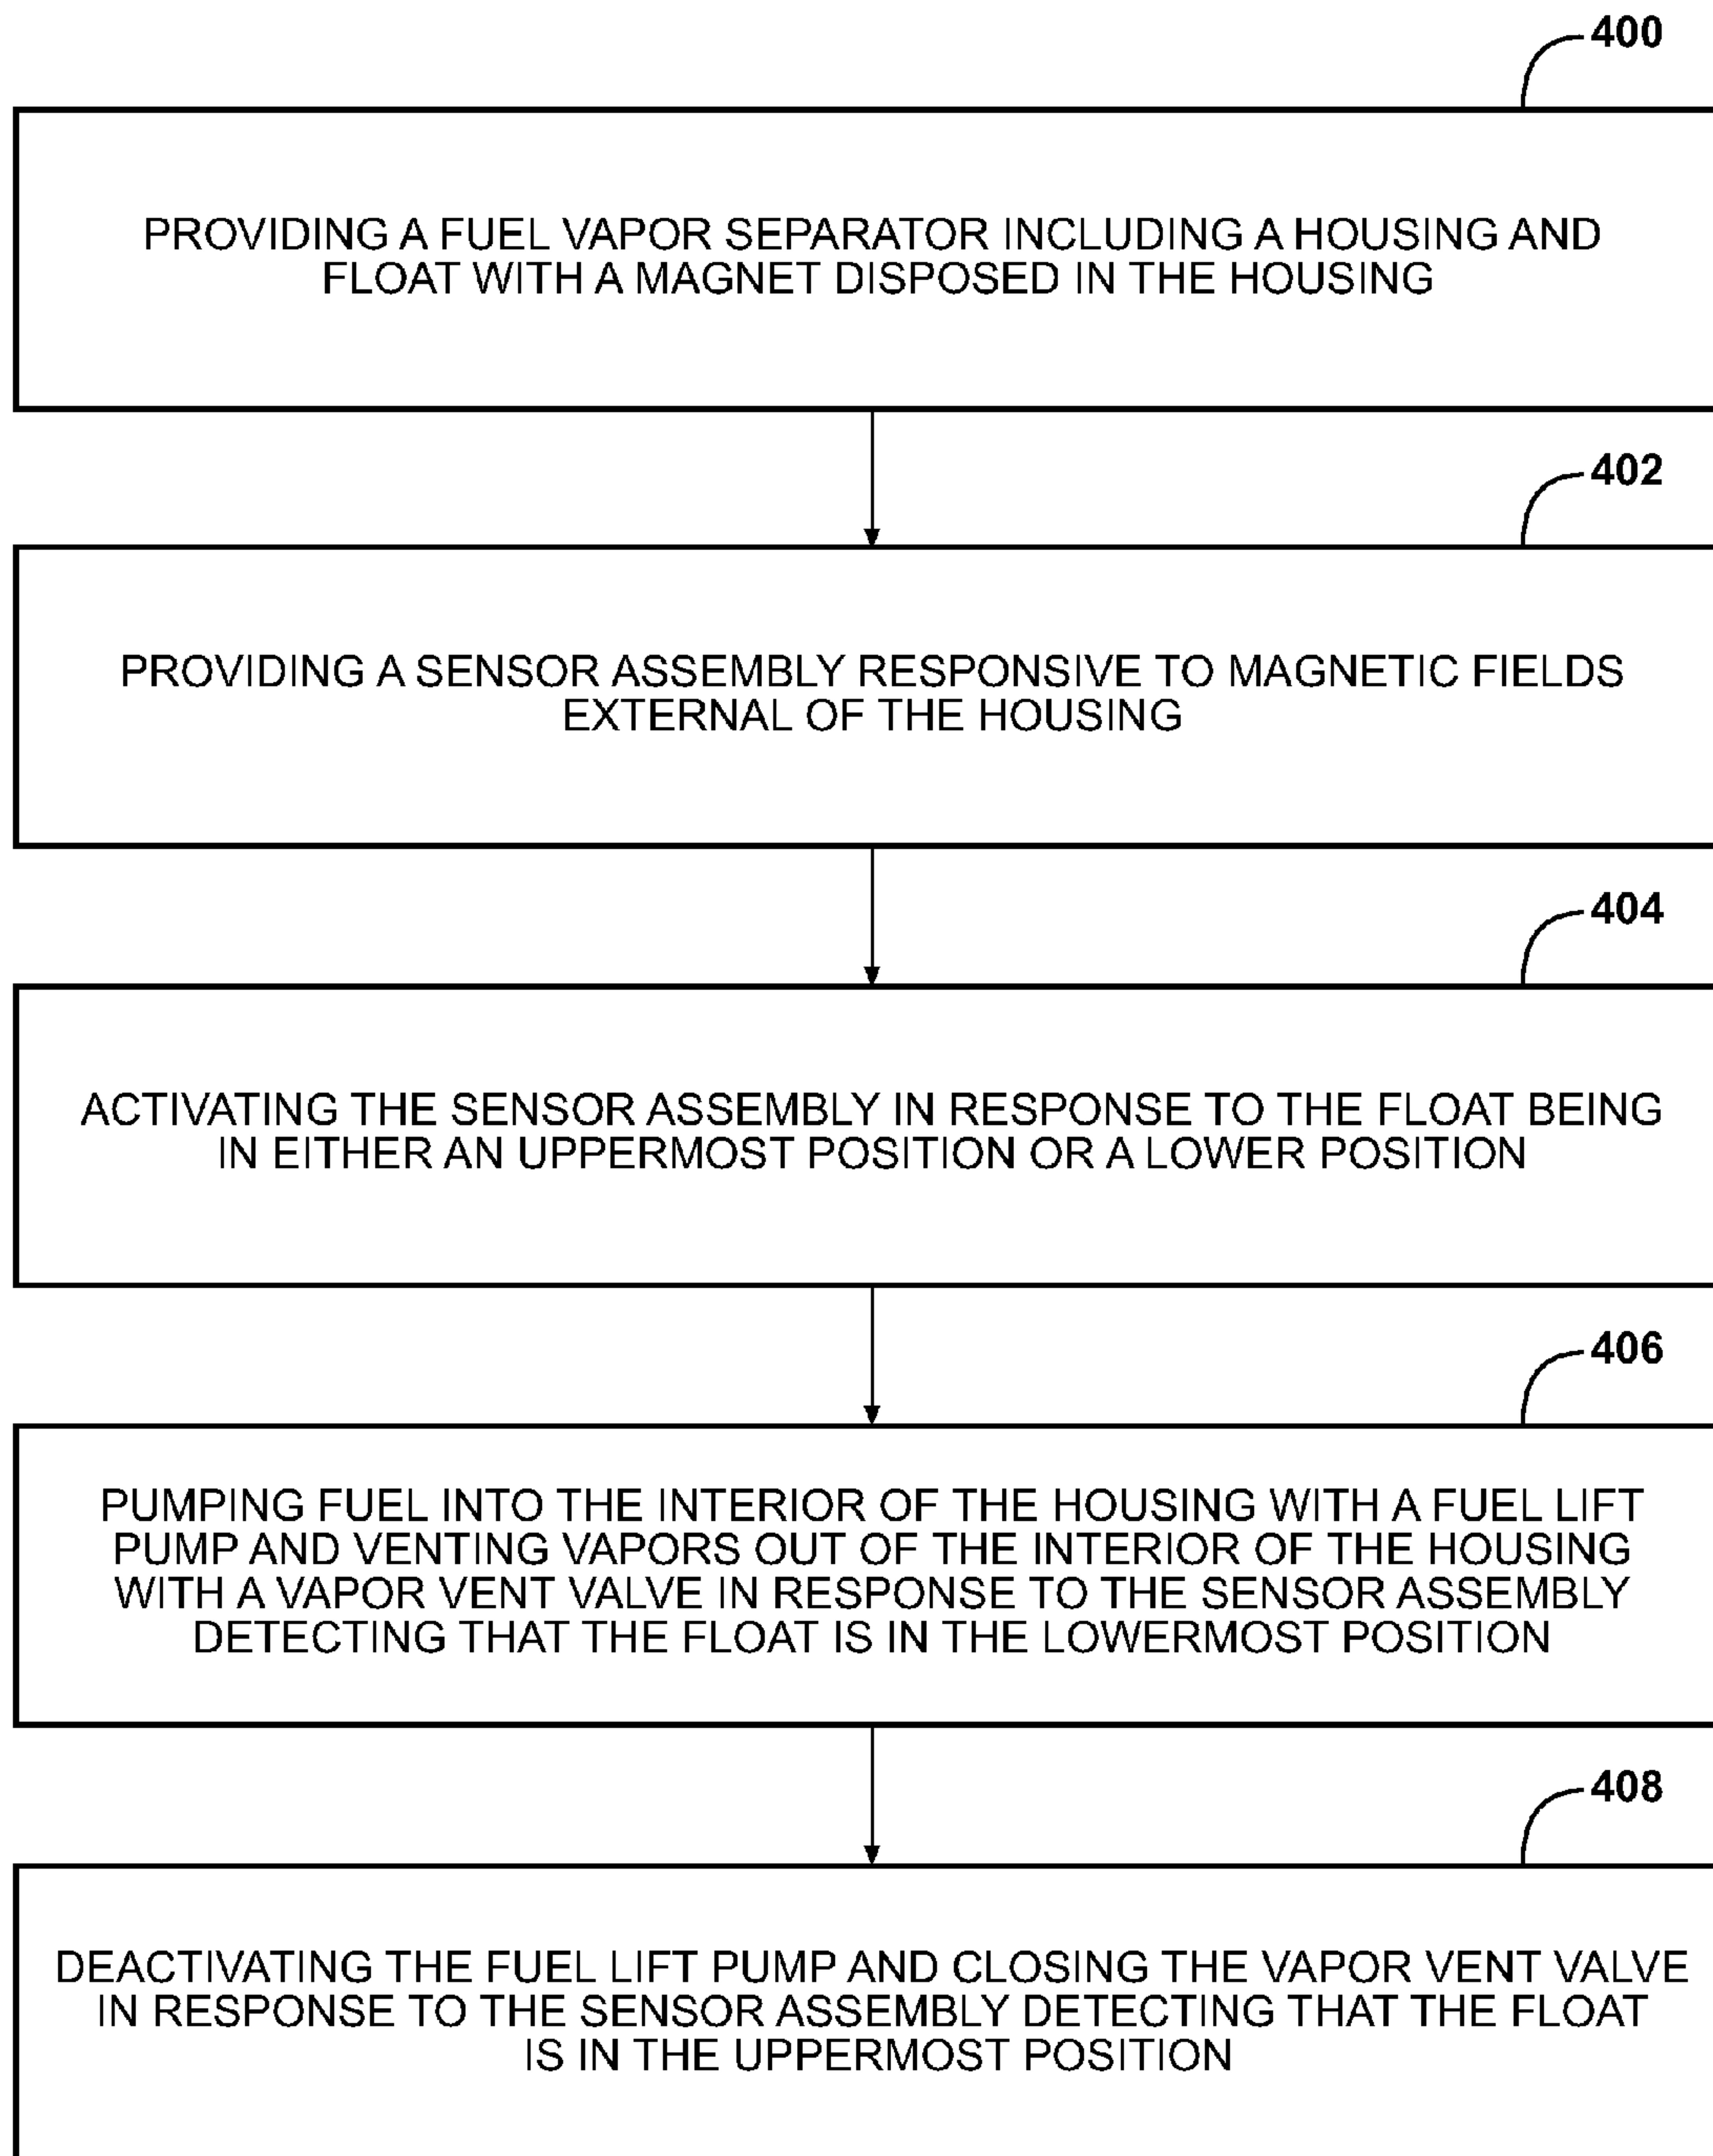 400
PROVIDING A FUEL VAPOR SEPARATOR INCLUDING A HOUSING AND
FLOAT WITH A MAGNET DISPOSED IN THE HOUSING
402
PROVIDING A SENSOR ASSEMBLY RESPONSIVE TO MAGNETIC FIELDS
EXTERNAL OF THE HOUSING
404
ACTIVATING THE SENSOR ASSEMBLY IN RESPONSE TO THE FLOAT BEING
IN EITHER AN UPPERMOST POSITION OR A LOWER POSITION
406
PUMPING FUEL INTO THE INTERIOR OF THE HOUSING WITH A FUEL LIFT
PUMP AND VENTING VAPORS OUT OF THE INTERIOR OF THE HOUSING
WITH A VAPOR VENT VALVE IN RESPONSE TO THE SENSOR ASSEMBLY
DETECTING THAT THE FLOAT IS IN THE LOWERMOST POSITION
408
DEACTIVATING THE FUEL LIFT PUMP AND CLOSING THE VAPOR VENT VALVE
IN RESPONSE TO THE SENSOR ASSEMBLY DETECTING THAT THE FLOAT
IS IN THE UPPERMOST POSITION